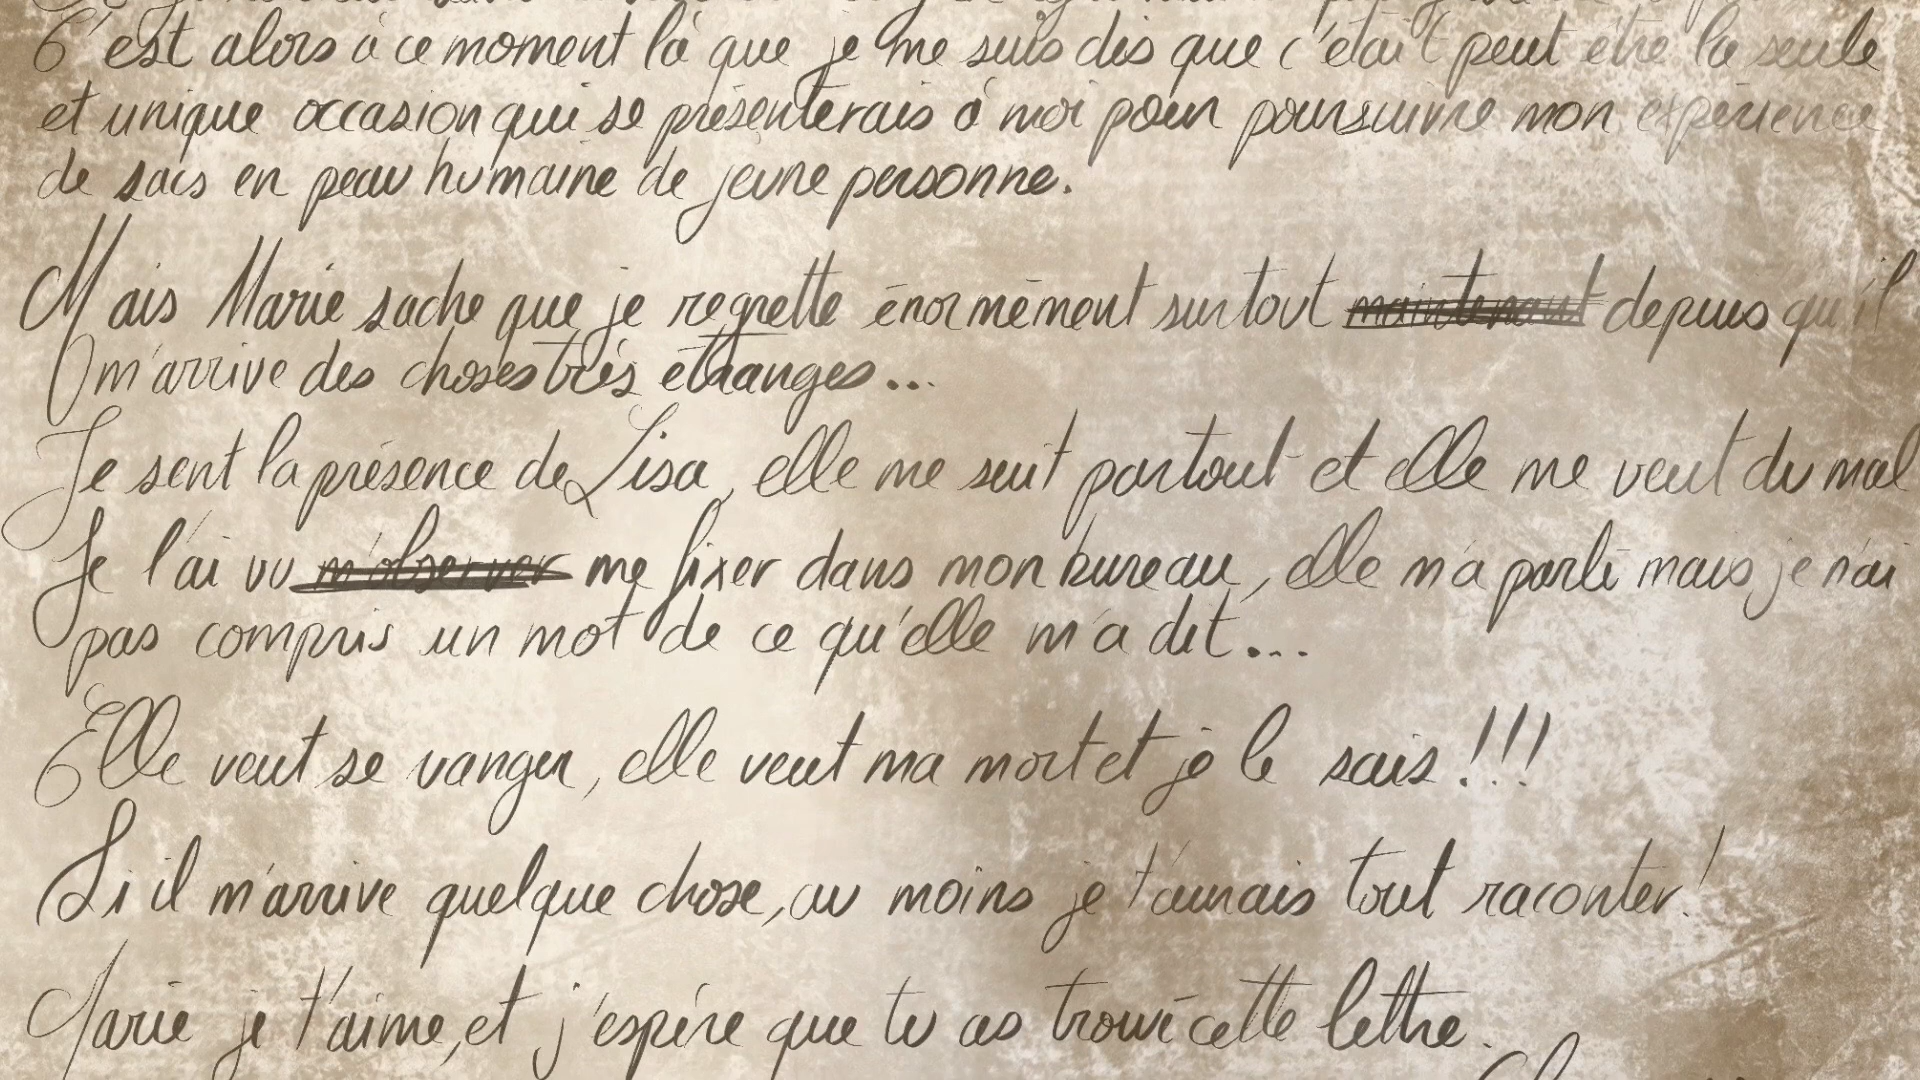 C'est alors à ce moment là que je me suis dis que c'était peut être la seule
et unique occasion qui se présenterais à moi pour poursuivre mon expérience
de sacs en peau humaine de jeune personne.
Mais Marie sache que je regrette énormément surtout maintenant depuis qu'il
m'arrive des choses très étranges...
Je sent la présence de Lisa, elle me suit partout et elle me veut du mal
Je l'ai vu m'observer me fixer dans mon bureau, elle m'a parlé mais je n'ai
pas compris un mot de ce qu'elle m'a dit...
Elle veut se vanger, elle veut ma mort et je le sais !!!
Si il m'arrive quelque chose, au moins je t'aurais tout raconter !
Marie je t'aime, et j'espère que tu as trouvé cette lettre.